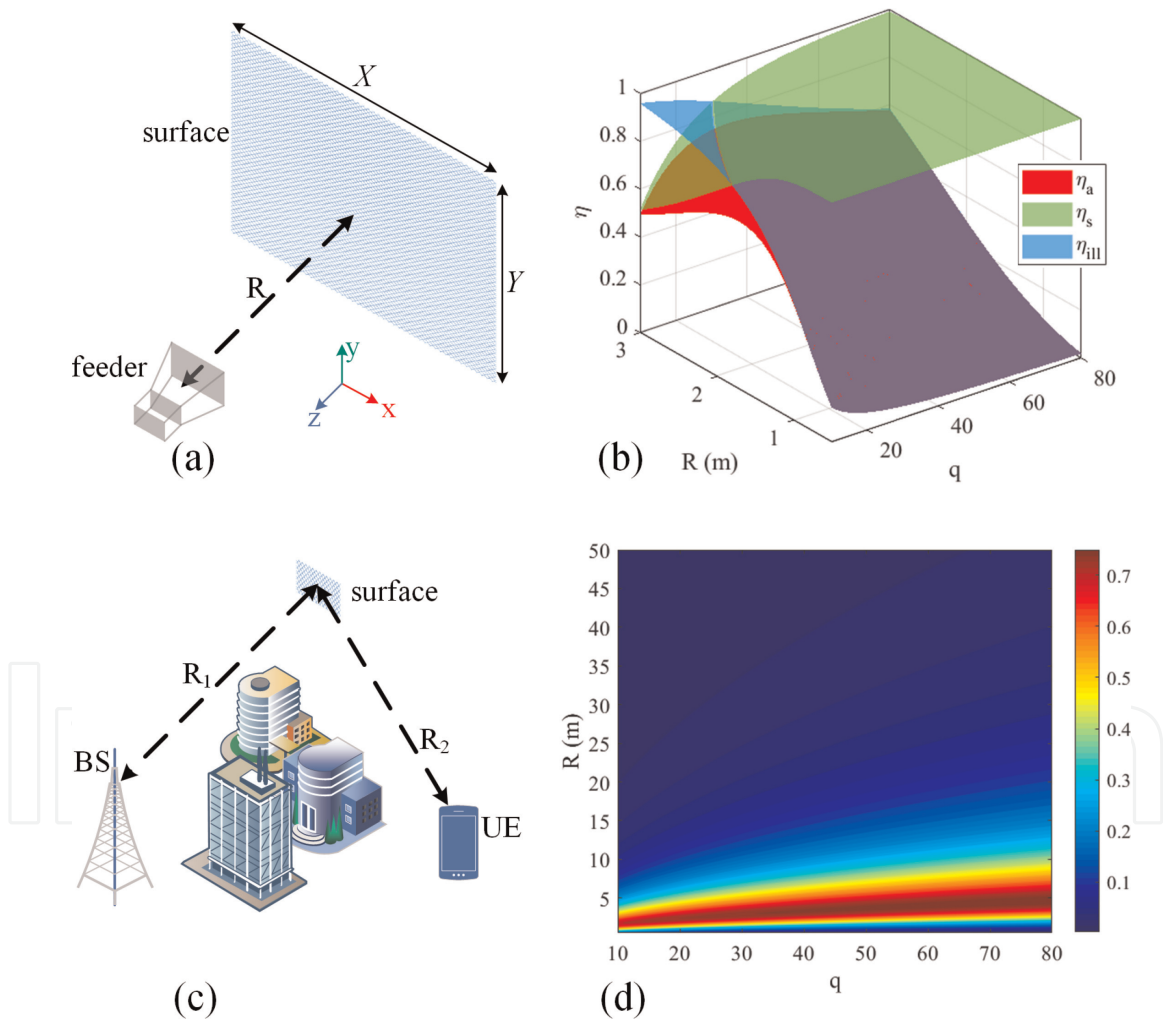 surface
X
Y
R
feeder
y
x
z
(a)
1
0.8
0.6
0.4
0.2
0
η
3
2
1
R (m)
20
40
60
80
q
ηa
ηs
ηill
(b)
surface
R1
R2
BS
UE
(c)
50
45
40
35
30
25
20
15
10
5
R (m)
10 20 30 40 50 60 70 80
q
0.7
0.6
0.5
0.4
0.3
0.2
0.1
(d)